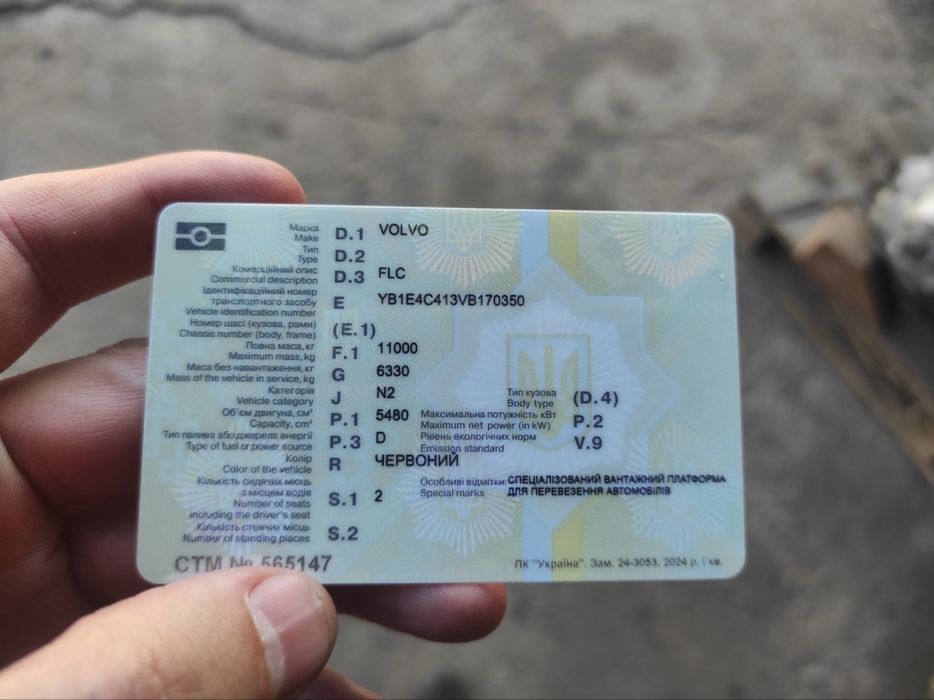 Марка
Make D.1 VOLVO
Тип
Type D.2
Комерційний опис
Commercial description D.3 FLC
Ідентифікаційний номер
транспортного засобу
Vehicle identification number E YB1E4C413VB170350
Номер шасі (кузова, рами)
Chassis number (body, frame) (E.1)
Повна маса, кг
Maximum mass, kg F.1 11000
Маса без навантаження, кг
Mass of the vehicle in service, kg G 6330
Категорія
Vehicle category J N2
Тип кузова
Body type (D.4)
Об'єм двигуна, см³
Capacity, cm³ P.1 5480
Максимальна потужність кВт
Maximum net power (in kW) P.2
Тип палива або джерела енергії
Type of fuel or power source P.3 D
Рівень екологічних норм
Emission standard V.9
Колір
Color of the vehicle R ЧЕРВОНИЙ
Кількість сидячих місць
з місцем водія
Number of seats
including the driver's seat S.1 2
Особливі відмітки: СПЕЦІАЛІЗОВАНИЙ ВАНТАЖНИЙ ПЛАТФОРМА
Special marks ДЛЯ ПЕРЕВЕЗЕННЯ АВТОМОБІЛІВ
Кількість стоячих місць
Number of standing places S.2
СТМ № 565147
ПК "Україна". Зам. 24-3053. 2024 р. I кв.